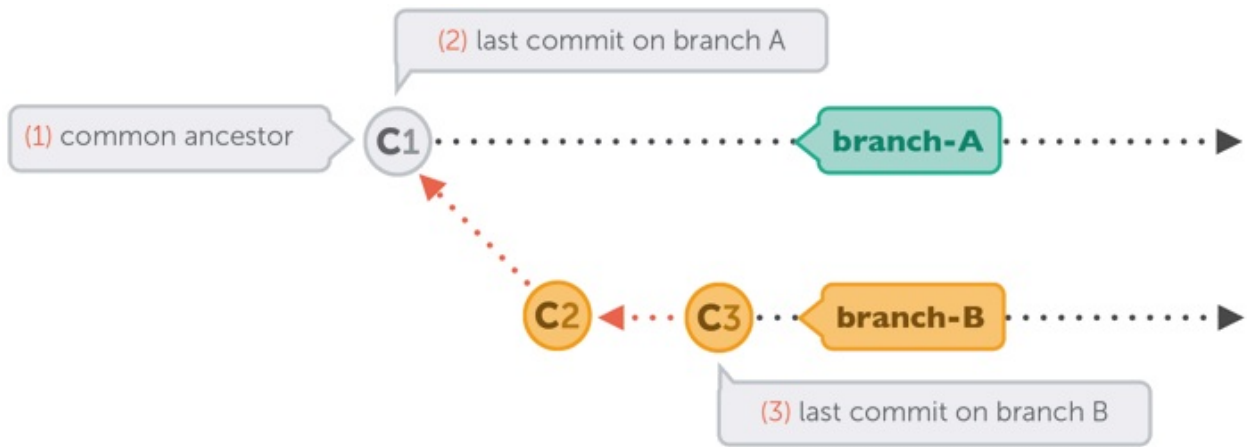 (2) last commit on branch A
(1) common ancestor
C1
branch-A
C2
C3
branch-B
(3) last commit on branch B